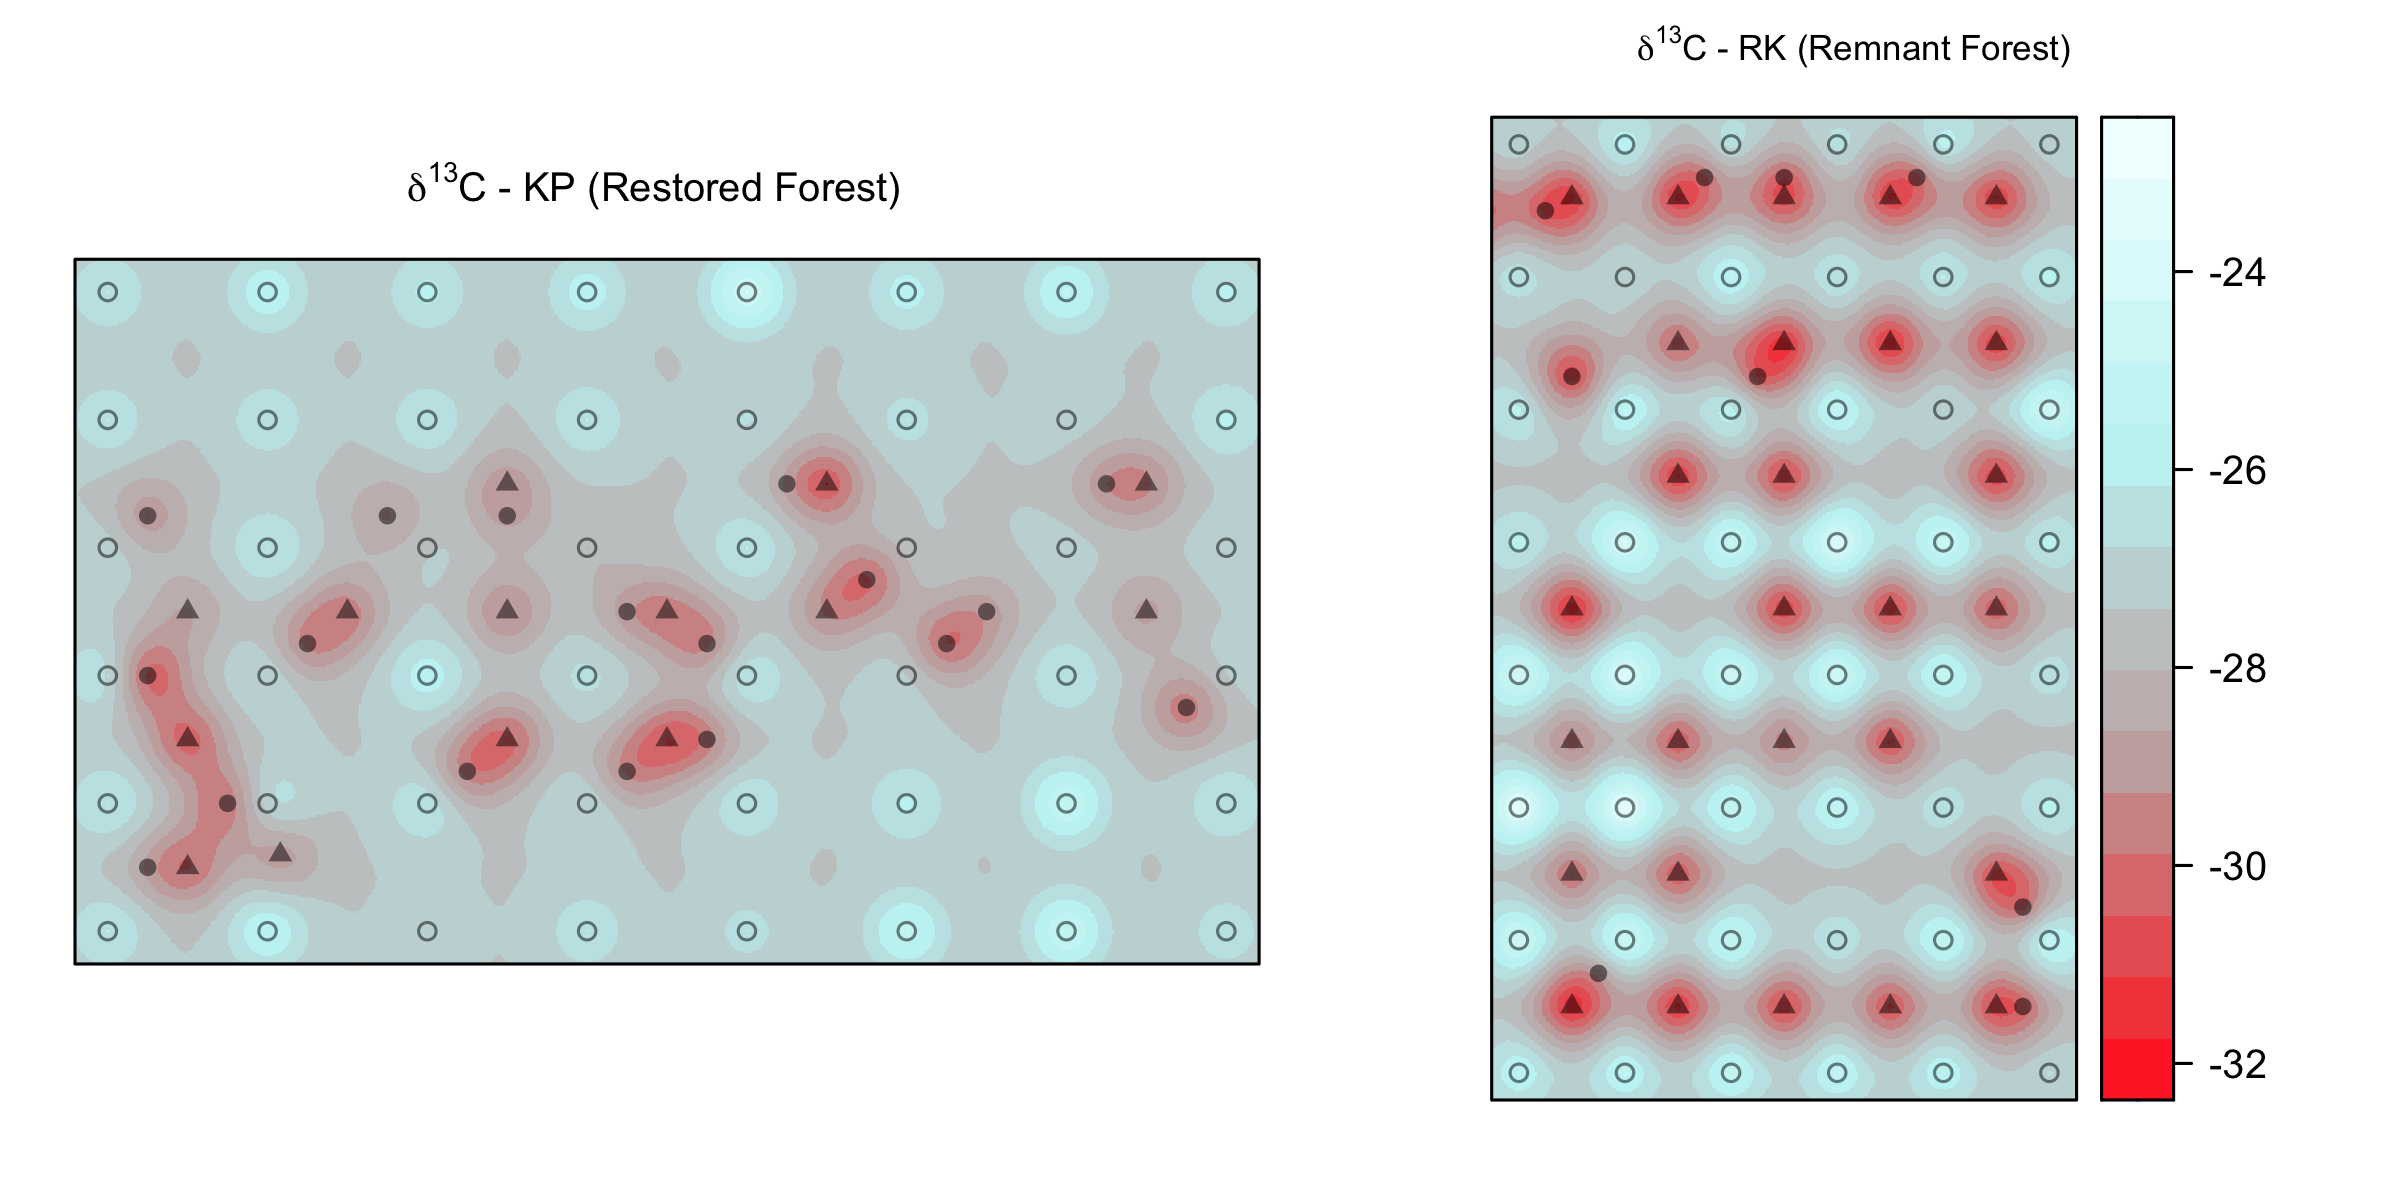 δ¹³C - KP (Restored Forest)
δ¹³C - RK (Remnant Forest)
-24
-26
-28
-30
-32